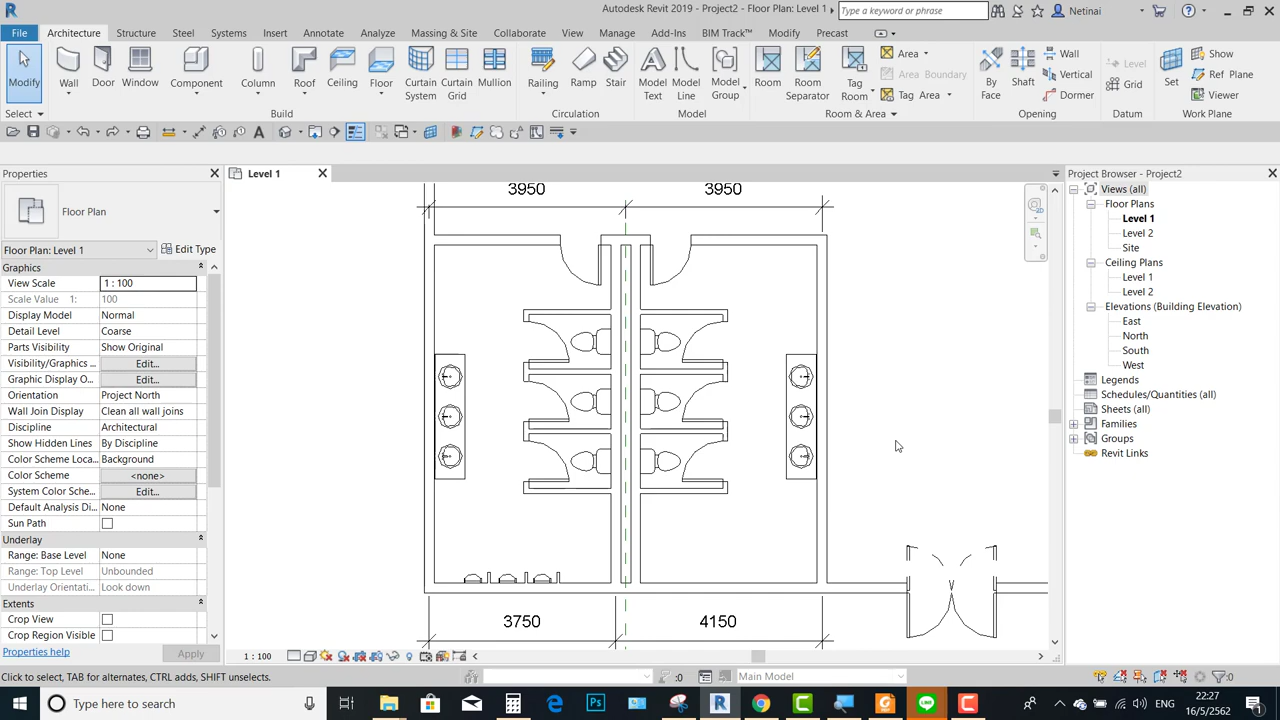 Autodesk Revit 2019 - Project2 - Floor Plan: Level 1
Type a keyword or phrase
Netinai
File Architecture Structure Steel Systems Insert Annotate Analyze Massing & Site Collaborate View Manage Add-Ins BIM Track™ Modify Precast
Modify Wall Door Window Component Column Roof Ceiling Floor Curtain System Curtain Grid Mullion Railing Ramp Stair Model Text Model Line Model Group Room Room Separator Tag Room
Area
Area Boundary
Tag Area
By Face Shaft Wall Vertical Dormer
Level
Grid
Set Show Ref Plane Viewer
Select Build Circulation Model Room & Area Opening Datum Work Plane
Properties
Floor Plan
Floor Plan: Level 1 Edit Type
Graphics
View Scale 1 : 100
Scale Value 1: 100
Display Model Normal
Detail Level Coarse
Parts Visibility Show Original
Visibility/Graphics ... Edit...
Graphic Display O... Edit...
Orientation Project North
Wall Join Display Clean all wall joins
Discipline Architectural
Show Hidden Lines By Discipline
Color Scheme Loca... Background
Color Scheme <none>
System Color Sche... Edit...
Default Analysis Di... None
Sun Path
Underlay
Range: Base Level None
Range: Top Level Unbounded
Underlay Orientati... Look down
Extents
Crop View
Crop Region Visible
Properties help Apply
Level 1
3950 3950
3750 4150
1 : 100
Project Browser - Project2
Views (all)
Floor Plans
Level 1
Level 2
Site
Ceiling Plans
Level 1
Level 2
Elevations (Building Elevation)
East
North
South
West
Legends
Schedules/Quantities (all)
Sheets (all)
Families
Groups
Revit Links
Click to select, TAB for alternates, CTRL adds, SHIFT unselects.
:0 Main Model :0
Type here to search
ENG 22:27
16/5/2562